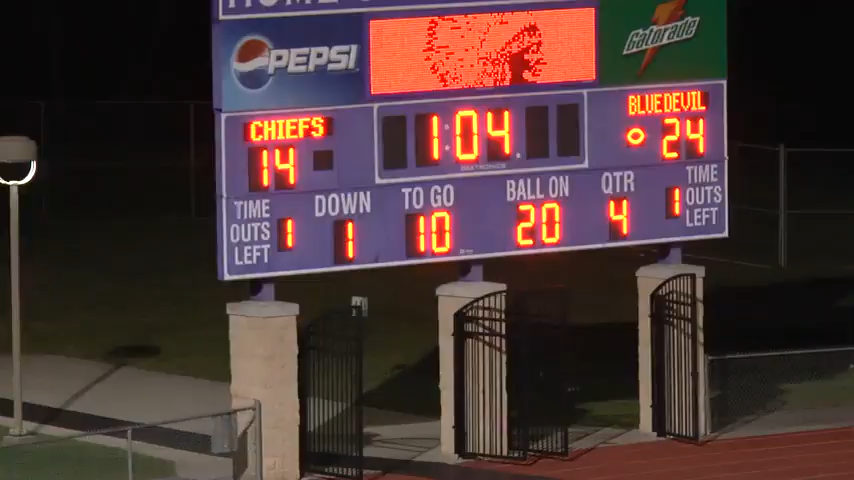 PEPSI
Gatorade
CHIEFS
1:04
BLUEDEVIL
14
24
TIME OUTS LEFT
1
DOWN
1
TO GO
10
BALL ON
20
QTR
4
1
TIME OUTS LEFT